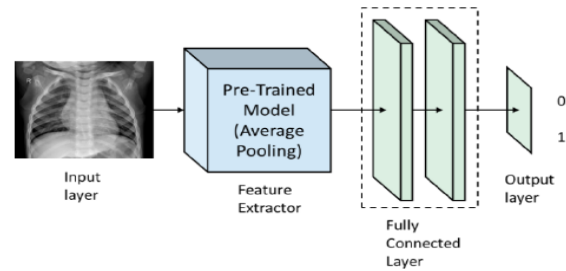 Pre-Trained
Model
(Average
Pooling)
Input
layer
Feature
Extractor
Fully
Connected
Layer
Output
layer
0
1